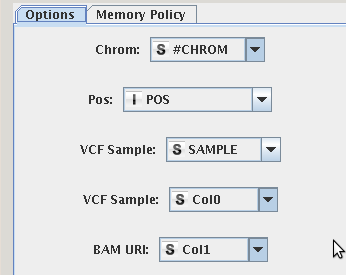 Options Memory Policy
Chrom: S #CHROM
Pos: I POS
VCF Sample: S SAMPLE
VCF Sample: S Col0
BAM URI: S Col1